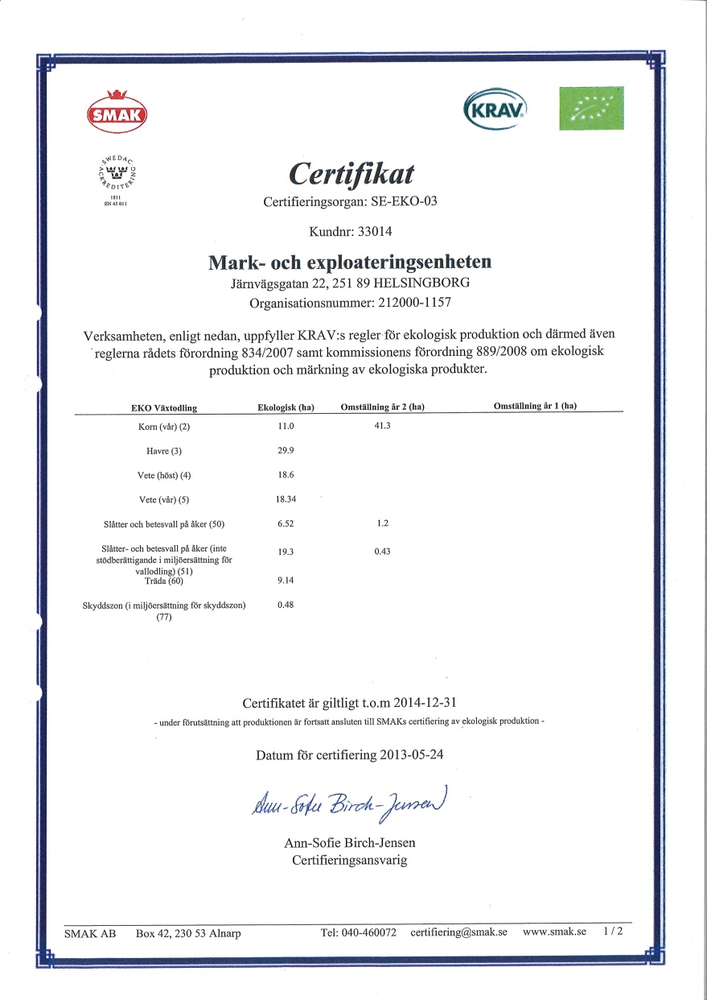 SMAK
KRAV
SWEDAC
ACKREDITERING
1811
EN 45 011
Certifikat
Certifieringsorgan: SE-EKO-03
Kundnr: 33014
Mark- och exploateringsenheten
Järnvägsgatan 22, 251 89 HELSINGBORG
Organisationsnummer: 212000-1157
Verksamheten, enligt nedan, uppfyller KRAV:s regler för ekologisk produktion och därmed även
reglerna rådets förordning 834/2007 samt kommissionens förordning 889/2008 om ekologisk
produktion och märkning av ekologiska produkter.
EKO Växtodling Ekologisk (ha) Omställning år 2 (ha) Omställning år 1 (ha)
Korn (vår) (2) 11.0 41.3
Havre (3) 29.9
Vete (höst) (4) 18.6
Vete (vår) (5) 18.34
Slåtter och betesvall på åker (50) 6.52 1.2
Slåtter- och betesvall på åker (inte 19.3 0.43
stödberättigande i miljöersättning för
vallodling) (51)
Träda (60) 9.14
Skyddszon (i miljöersättning för skyddszon) 0.48
(77)
Certifikatet är giltligt t.o.m 2014-12-31
- under förutsättning att produktionen är fortsatt ansluten till SMAKs certifiering av ekologisk produktion -
Datum för certifiering 2013-05-24
Ann-Sofie Birch-Jensen
Ann-Sofie Birch-Jensen
Certifieringsansvarig
SMAK AB Box 42, 230 53 Alnarp Tel: 040-460072 certifiering@smak.se www.smak.se 1 / 2